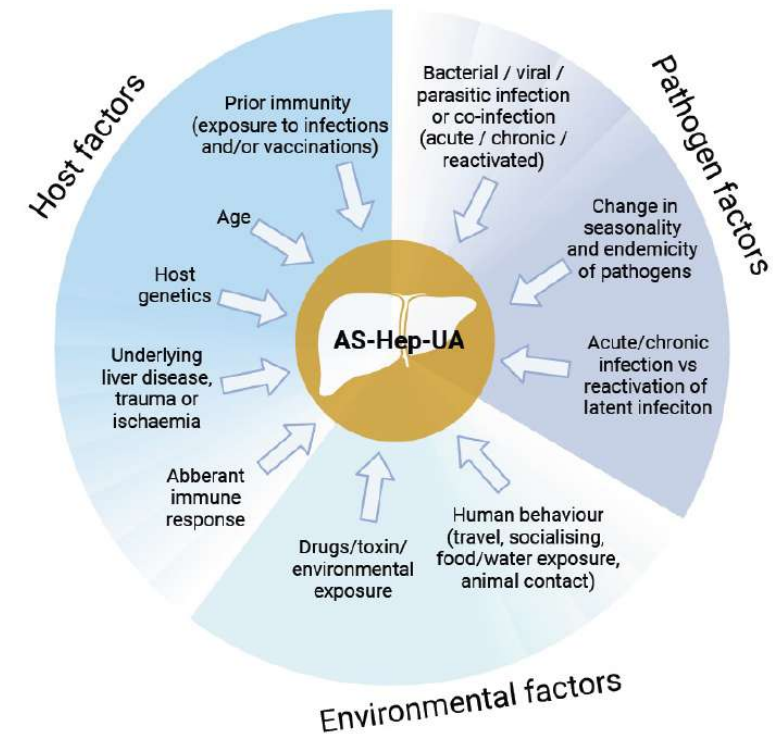 Host factors
Prior immunity
(exposure to infections
and/or vaccinations)
Age
Host
genetics
Underlying
liver disease,
trauma or
ischaemia
Abberant
immune
response
Pathogen factors
Bacterial / viral /
parasitic infection
or co-infection
(acute / chronic /
reactivated)
Change in
seasonality
and endemicity
of pathogens
Acute/chronic
infection vs
reactivation of
latent infeciton
AS-Hep-UA
Drugs/toxin/
environmental
exposure
Human behaviour
(travel, socialising,
food/water exposure,
animal contact)
Environmental factors